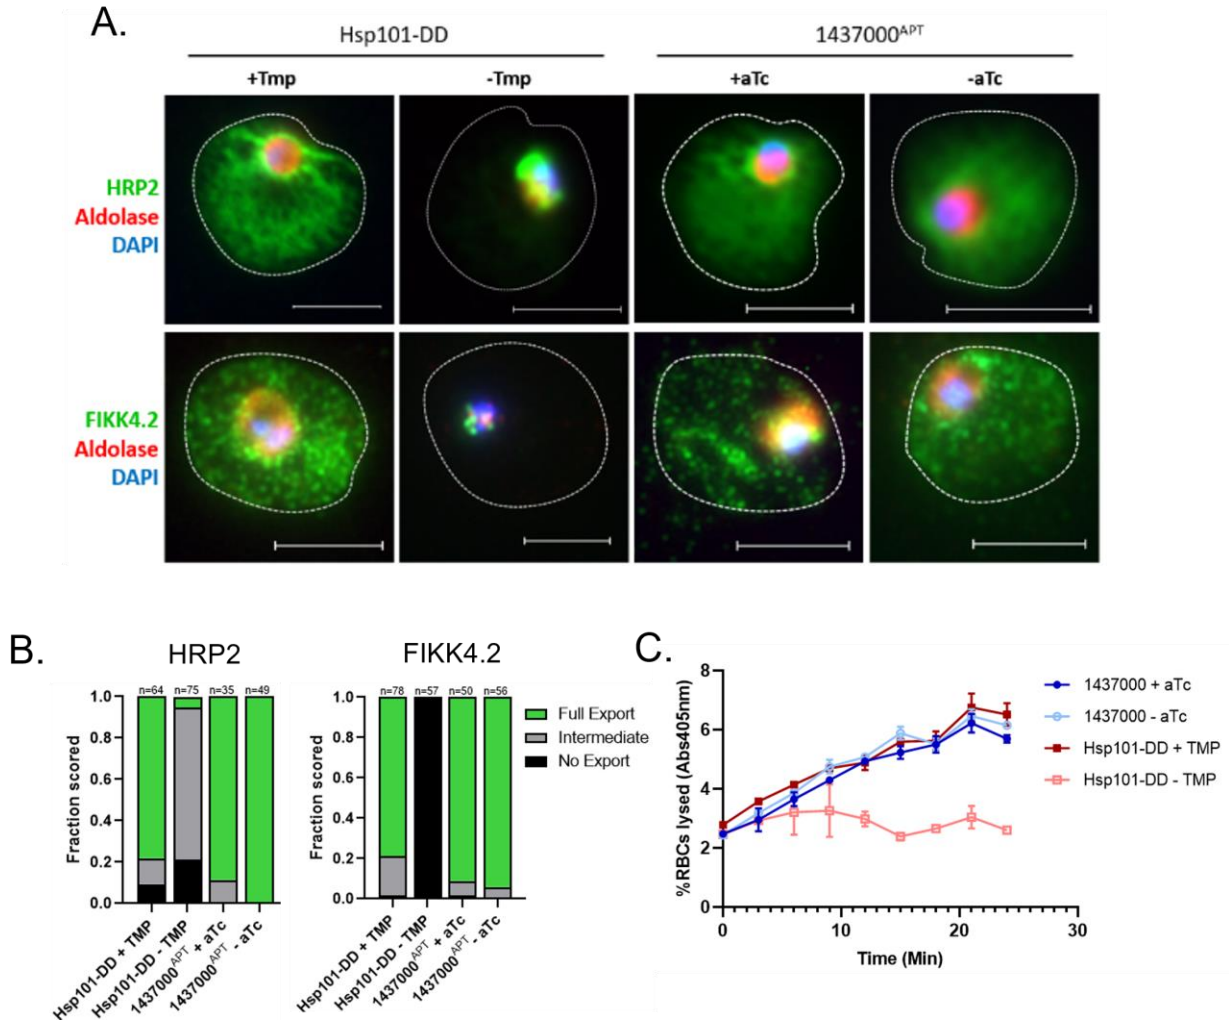 A.
Hsp101-DD
1437000APT
+Tmp
-Tmp
+aTc
-aTc
HRP2
Aldolase
DAPI
FIKK4.2
Aldolase
DAPI
B.
HRP2
n=64
n=75
n=35
n=49
Fraction scored
1.0
0.8
0.6
0.4
0.2
0.0
Hsp101-DD + TMP
Hsp101-DD - TMP
1437000APT + aTc
1437000APT - aTc
FIKK4.2
n=78
n=57
n=50
n=56
Fraction scored
1.0
0.8
0.6
0.4
0.2
0.0
Hsp101-DD + TMP
Hsp101-DD - TMP
1437000APT + aTc
1437000APT - aTc
Full Export
Intermediate
No Export
C.
%RBCs lysed (Abs405nm)
8
6
4
2
0
0
10
20
30
Time (Min)
1437000 + aTc
1437000 - aTc
Hsp101-DD + TMP
Hsp101-DD - TMP